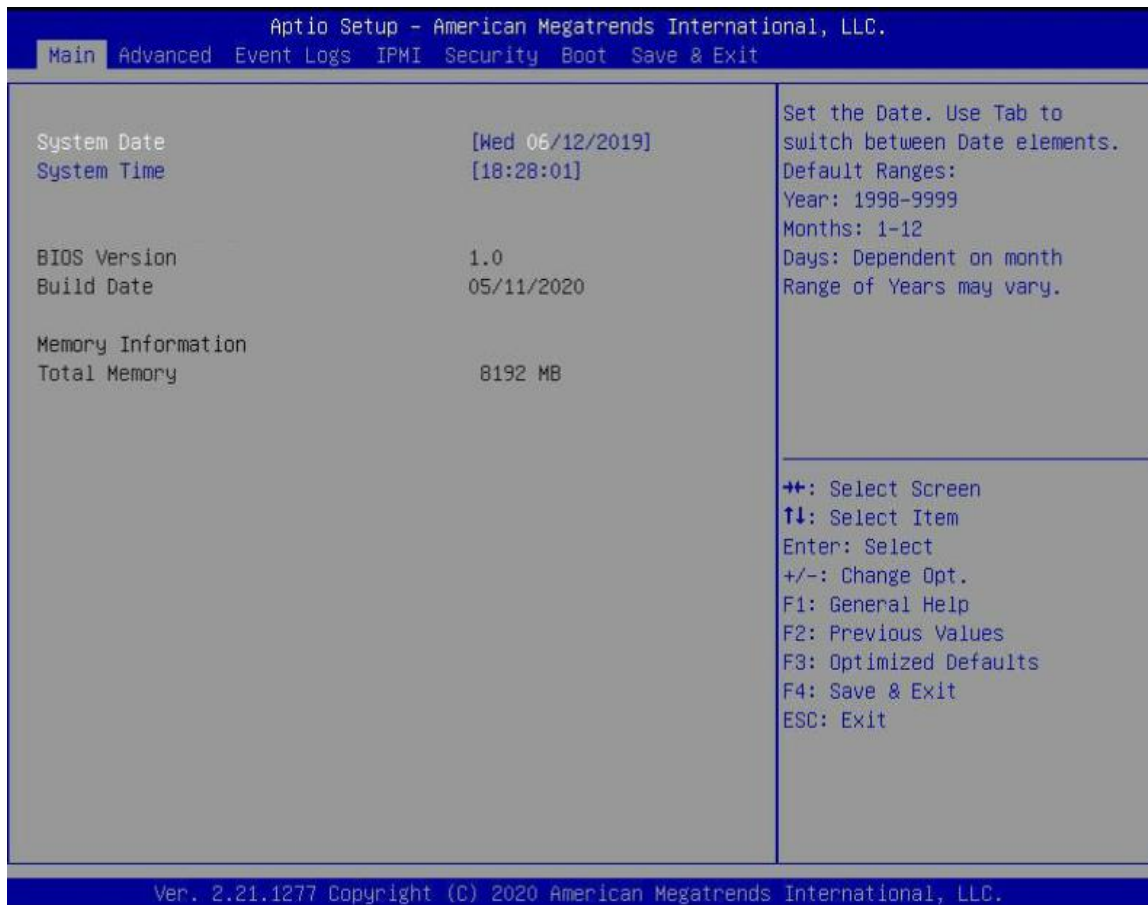 Aptio Setup – American Megatrends International, LLC.
Main Advanced Event Logs IPMI Security Boot Save & Exit
System Date [Wed 06/12/2019]
System Time [18:28:01]
BIOS Version 1.0
Build Date 05/11/2020
Memory Information
Total Memory 8192 MB
Set the Date. Use Tab to
switch between Date elements.
Default Ranges:
Year: 1998-9999
Months: 1-12
Days: Dependent on month
Range of Years may vary.
→←: Select Screen
↑↓: Select Item
Enter: Select
+/-: Change Opt.
F1: General Help
F2: Previous Values
F3: Optimized Defaults
F4: Save & Exit
ESC: Exit
Ver. 2.21.1277 Copyright (C) 2020 American Megatrends International, LLC.